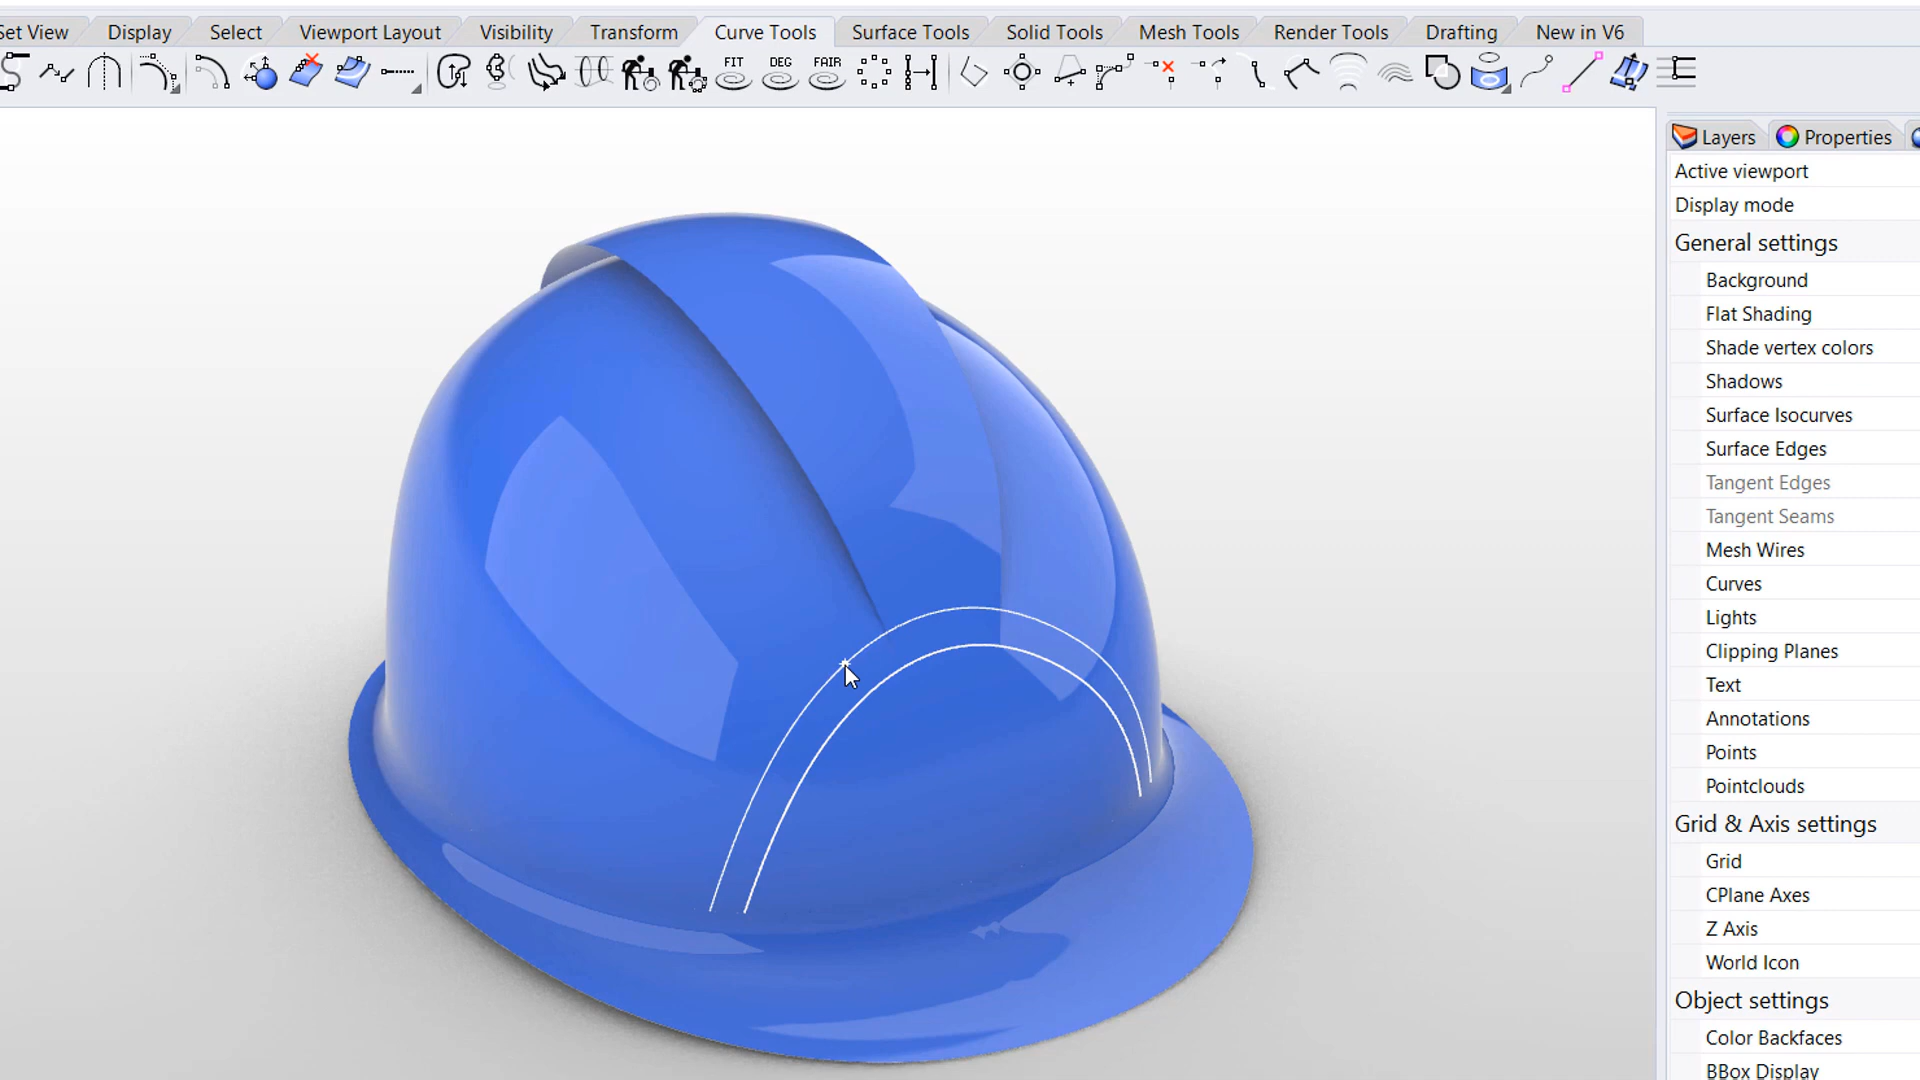 Set View Display Select Viewport Layout Visibility Transform Curve Tools Surface Tools Solid Tools Mesh Tools Render Tools Drafting New in V6
FIT DEG FAIR
Layers Properties
Active viewport
Display mode
General settings
Background
Flat Shading
Shade vertex colors
Shadows
Surface Isocurves
Surface Edges
Tangent Edges
Tangent Seams
Mesh Wires
Curves
Lights
Clipping Planes
Text
Annotations
Points
Pointclouds
Grid & Axis settings
Grid
CPlane Axes
Z Axis
World Icon
Object settings
Color Backfaces
BBox Display